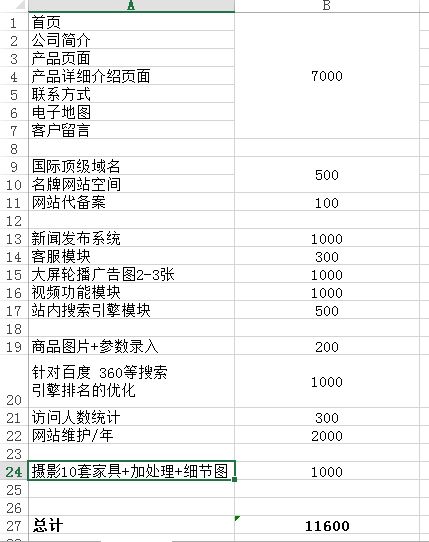 A B
1 首页
2 公司简介
3 产品页面
4 产品详细介绍页面 7000
5 联系方式
6 电子地图
7 客户留言
8
9 国际顶级域名 500
10 名牌网站空间
11 网站代备案 100
12
13 新闻发布系统 1000
14 客服模块 300
15 大屏轮播广告图2-3张 1000
16 视频功能模块 1000
17 站内搜索引擎模块 500
18
19 商品图片+参数录入 200
针对百度 360等搜索
20 引擎排名的优化 1000
21 访问人数统计 300
22 网站维护/年 2000
23
24 摄影10套家具+加处理+细节图 1000
25
26
27 总计 11600